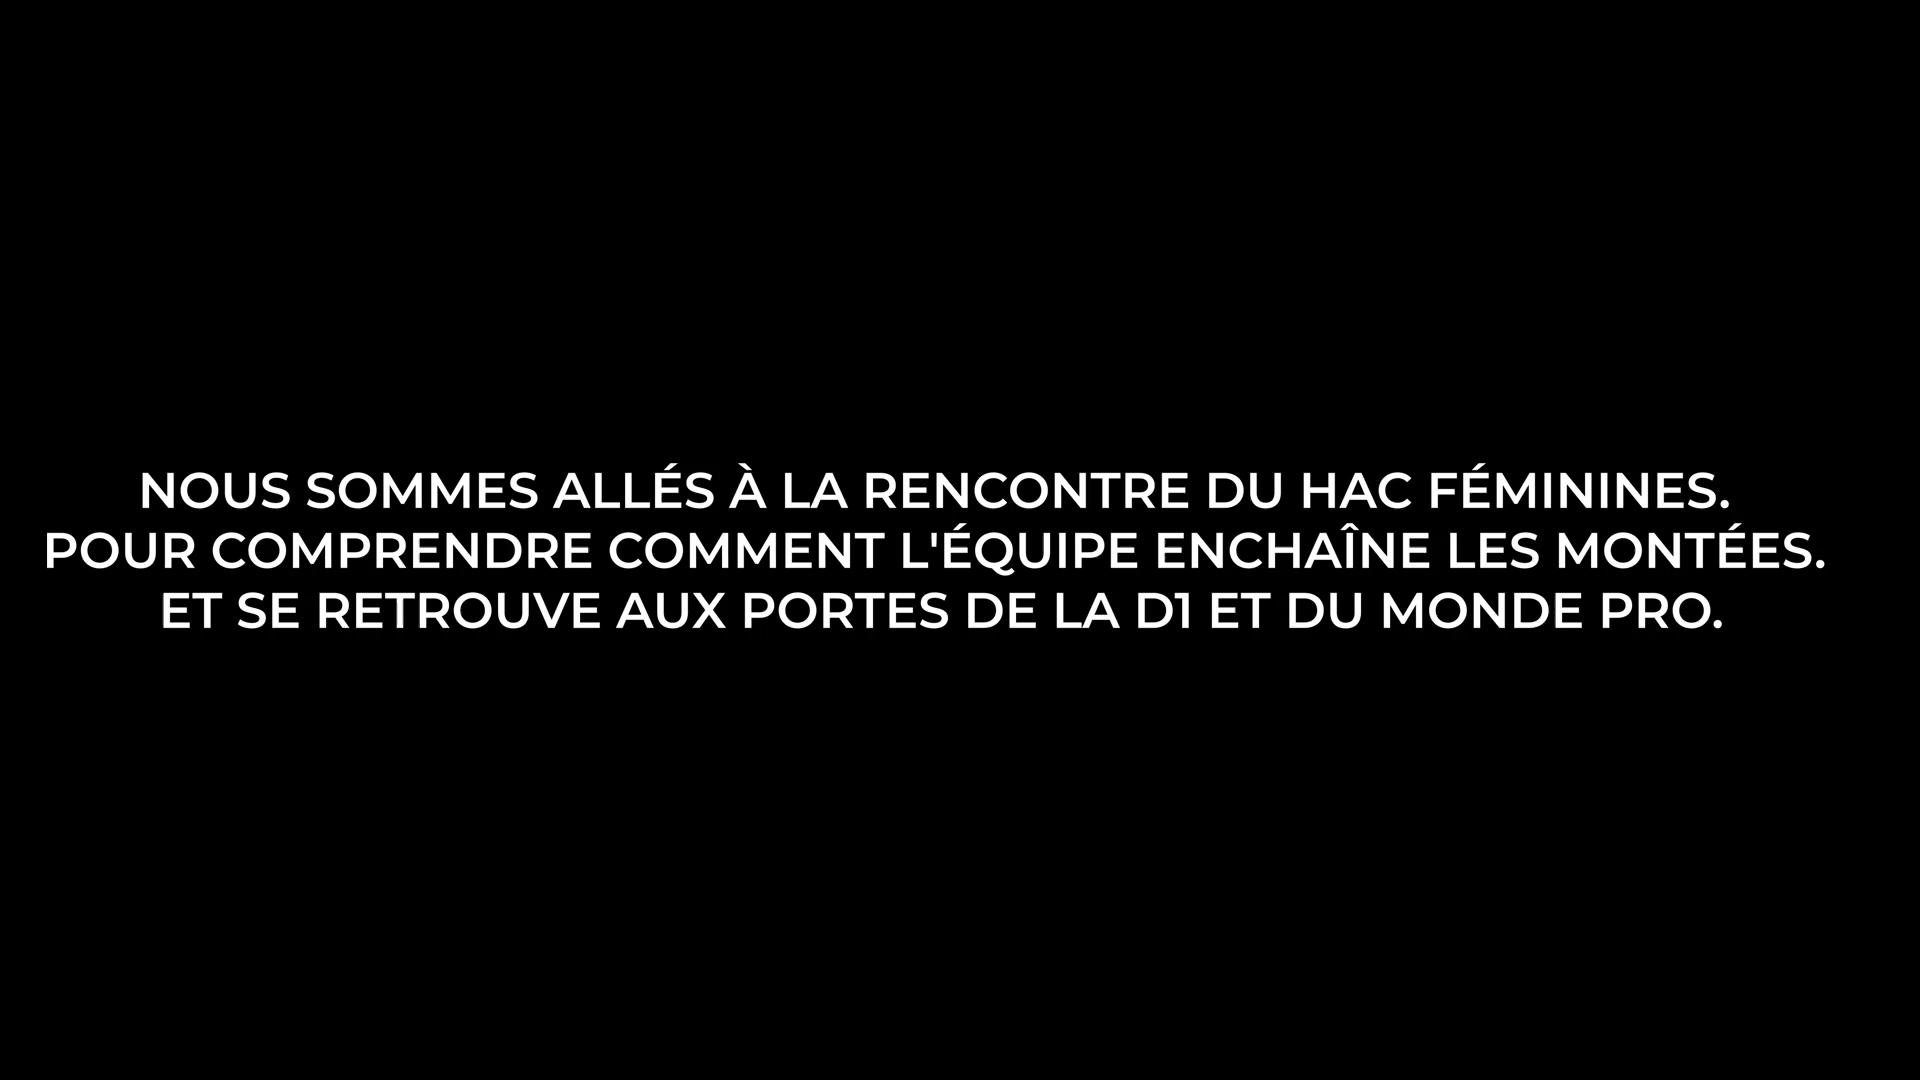 NOUS SOMMES ALLÉS À LA RENCONTRE DU HAC FÉMININES.
POUR COMPRENDRE COMMENT L'ÉQUIPE ENCHAÎNE LES MONTÉES.
ET SE RETROUVE AUX PORTES DE LA D1 ET DU MONDE PRO.